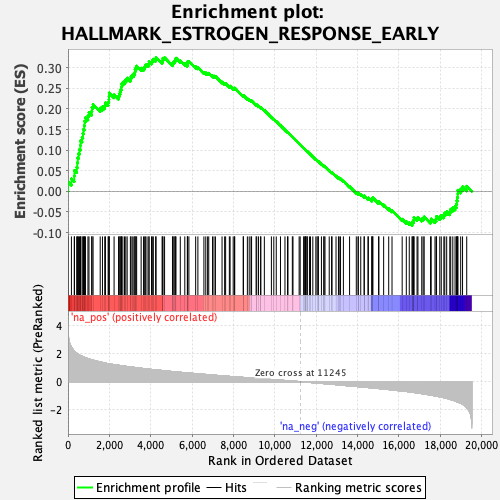 Enrichment plot:
HALLMARK_ESTROGEN_RESPONSE_EARLY
Enrichment score (ES)
0.30
0.25
0.20
0.15
0.10
0.05
0.00
-0.05
-0.10
'na_pos' (positively correlated)
Ranked list metric (PreRanked)
4
2
0
-2
Zero cross at 11245
'na_neg' (negatively correlated)
0 2,000 4,000 6,000 8,000 10,000 12,000 14,000 16,000 18,000 20,000
Rank in Ordered Dataset
Enrichment profile Hits Ranking metric scores